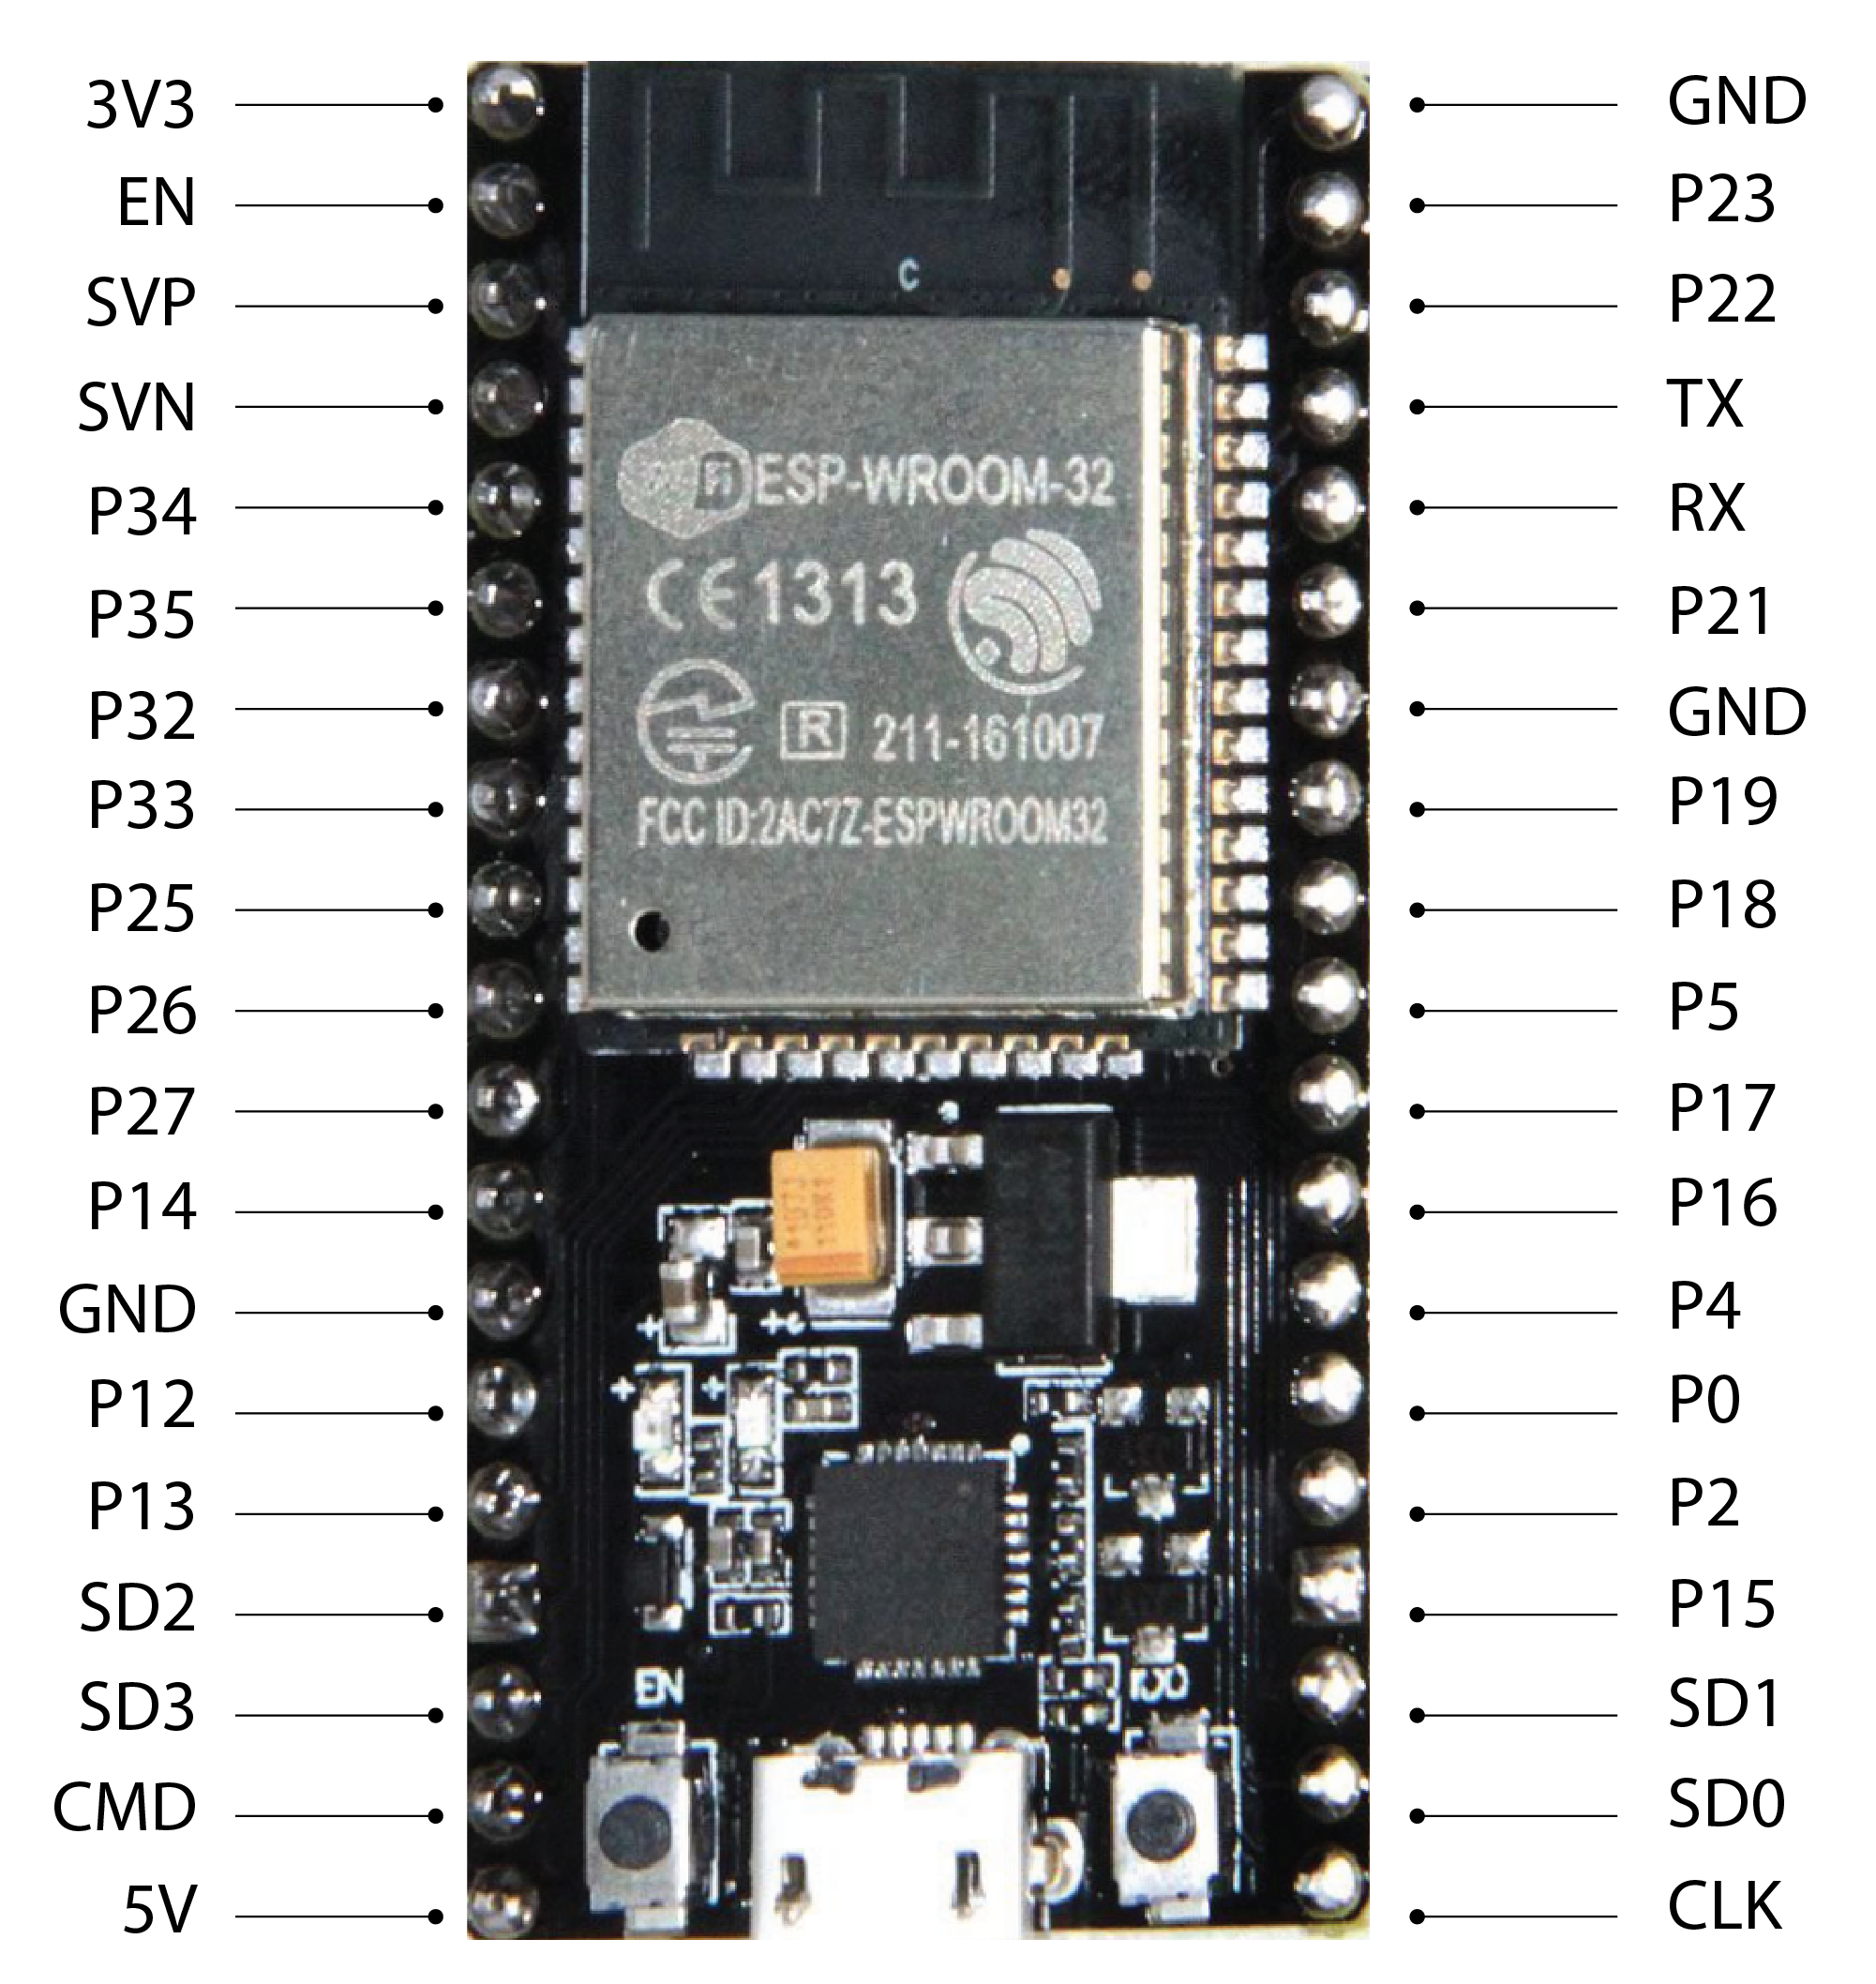 3V3
EN
SVP
SVN
P34
P35
P32
P33
P25
P26
P27
P14
GND
P12
P13
SD2
SD3
CMD
5V
C
ESP-WROOM-32
CE1313
R 211-161007
FCC ID:2AC7Z-ESPWROOM32
EN
GND
P23
P22
TX
RX
P21
GND
P19
P18
P5
P17
P16
P4
P0
P2
P15
SD1
SD0
CLK